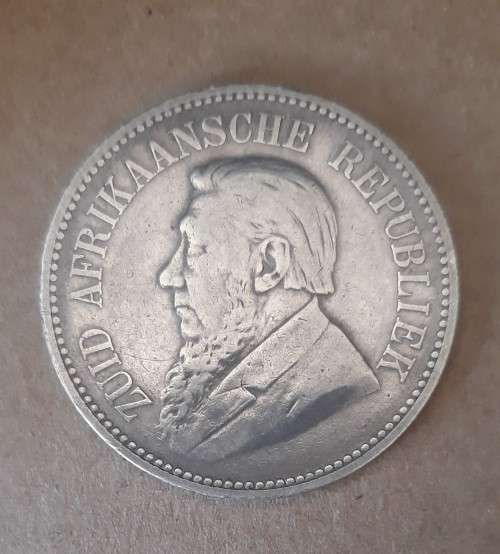 ZUID AFRIKAANSCHE REPUBLIEK